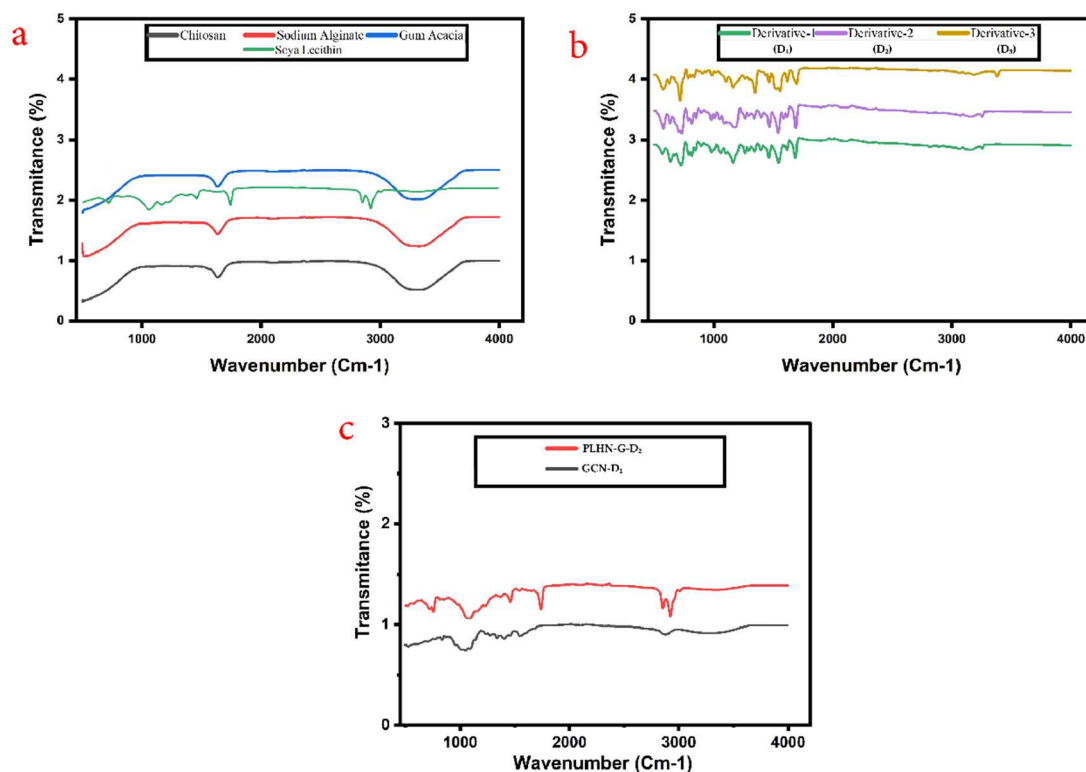 a
Chitosan Sodium Alginate Gum Acacia
Soya Lecithin
5
4
3
2
1
0
Transmitance (%)
1000 2000 3000 4000
Wavenumber (Cm-1)
b
Derivative-1 Derivative-2 Derivative-3
(D₁) (D₂) (D₃)
5
4
3
2
1
0
Transmitance (%)
1000 2000 3000 4000
Wavenumber (Cm-1)
c
PLHN-G-D₂
GCN-D₂
3
2
1
0
Transmitance (%)
1000 2000 3000 4000
Wavenumber (Cm-1)